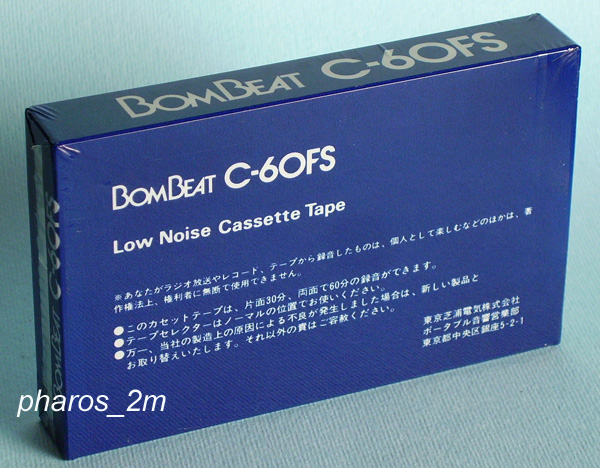 BOMBEAT C-60FS
BOMBEAT C-60FS
BOMBEAT C-60FS
Low Noise Cassette Tape
※あなたがラジオ放送やレコード、テープから録音したものは、個人として楽しむなどのほかは、著
作権法上、権利者に無断で使用できません。
●このカセットテープは、片面30分、両面で60分の録音ができます。
●テープセレクターはノーマルの位置でお使いください。
●万一、当社の製造上の原因による不良が発生しました場合は、新しい製品と
お取り替えいたします。それ以外の責はご容赦ください。
東京芝浦電気株式会社
ポータブル音響営業部
東京都中央区銀座5-2-1
pharos_2m